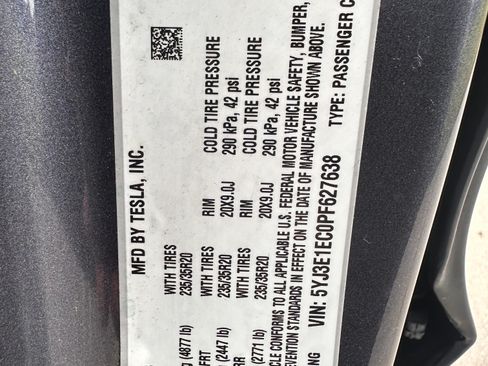 MFD BY TESLA, INC.
g (4877 lb) WITH TIRES RIM COLD TIRE PRESSURE
235/35R20 20X9.0J 290 kPa, 42 psi
FRT
(2447 lb) WITH TIRES RIM COLD TIRE PRESSURE
235/35R20 20X9.0J 290 kPa, 42 psi
RR
(2771 lb) WITH TIRES
235/35R20
ICLE CONFORMS TO ALL APPLICABLE U.S. FEDERAL MOTOR VEHICLE SAFETY, BUMPER,
EVENTION STANDARDS IN EFFECT ON THE DATE OF MANUFACTURE SHOWN ABOVE.
VIN: 5YJ3E1EC0PF627638 TYPE: PASSENGER C